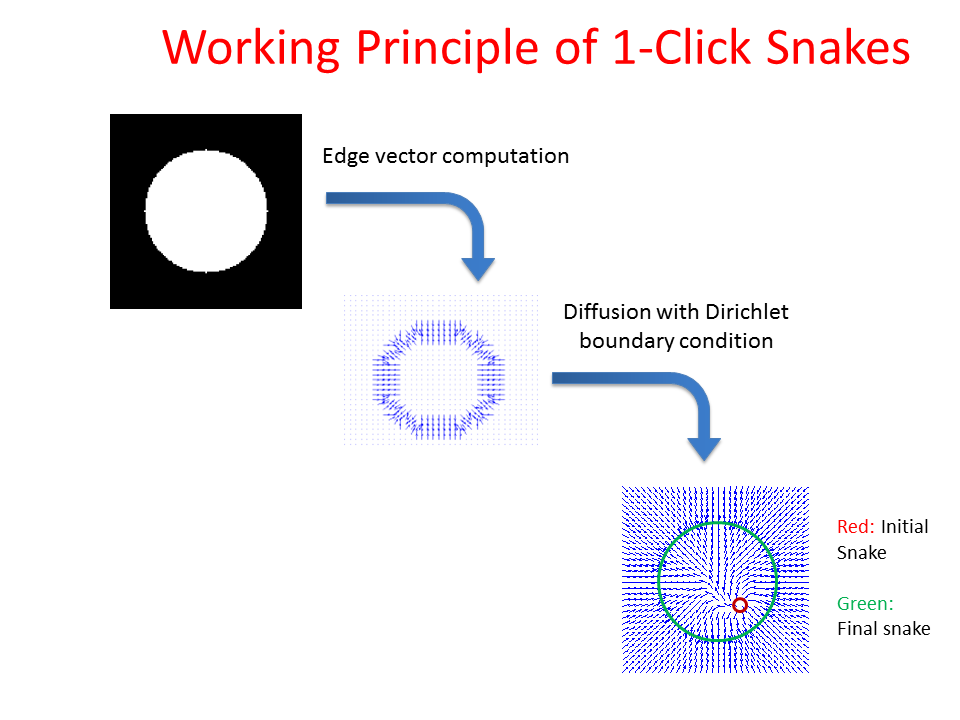 Working Principle of 1-Click Snakes
Edge vector computation
Diffusion with Dirichlet
boundary condition
Red: Initial
Snake
Green:
Final snake